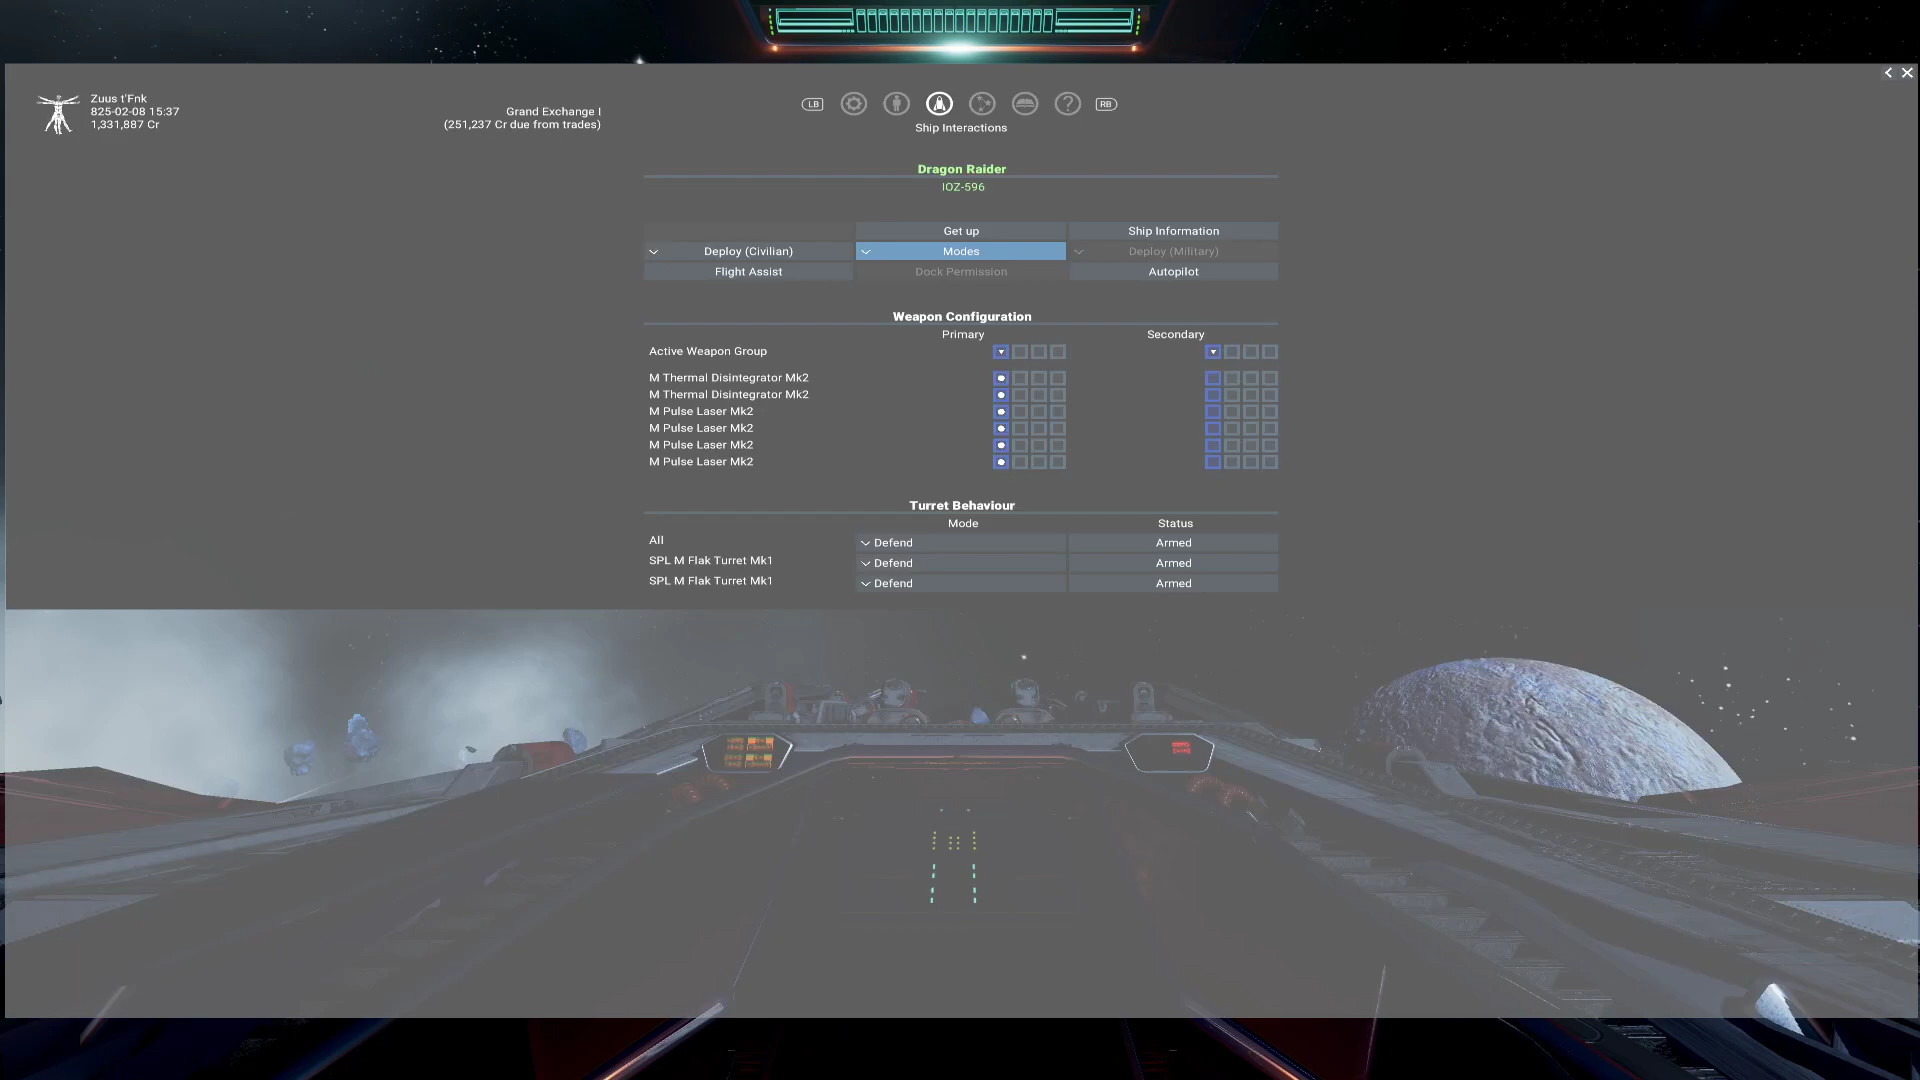 Zuus t'Fnk
825-02-08 15:37
1,331,887 Cr
Grand Exchange I
(251,237 Cr due from trades)
LB
?
RB
Ship Interactions
Dragon Raider
IOZ-596
Get up
Ship Information
Deploy (Civilian)
Modes
Deploy (Military)
Flight Assist
Dock Permission
Autopilot
Weapon Configuration
Primary
Secondary
Active Weapon Group
M Thermal Disintegrator Mk2
M Thermal Disintegrator Mk2
M Pulse Laser Mk2
M Pulse Laser Mk2
M Pulse Laser Mk2
M Pulse Laser Mk2
Turret Behaviour
Mode
Status
All
Defend
Armed
SPL M Flak Turret Mk1
Defend
Armed
SPL M Flak Turret Mk1
Defend
Armed